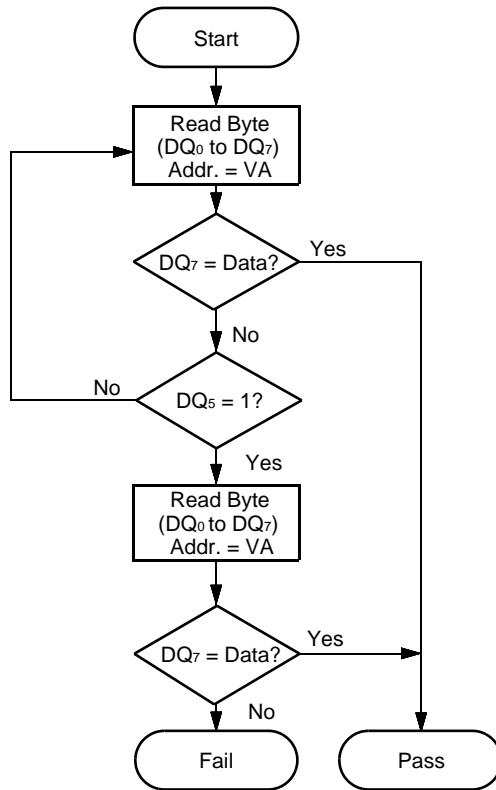 Start
Read Byte
(DQ0 to DQ7)
Addr. = VA
DQ7 = Data?
Yes
No
DQ5 = 1?
No
Yes
Read Byte
(DQ0 to DQ7)
Addr. = VA
DQ7 = Data?
Yes
No
Fail
Pass